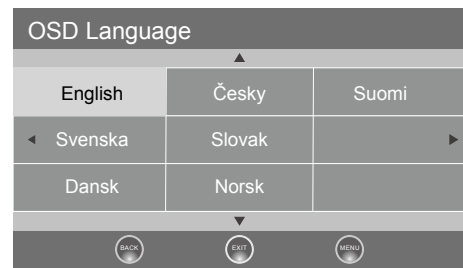 OSD Language
English Česky Suomi
Svenska Slovak
Dansk Norsk
BACK EXIT MENU